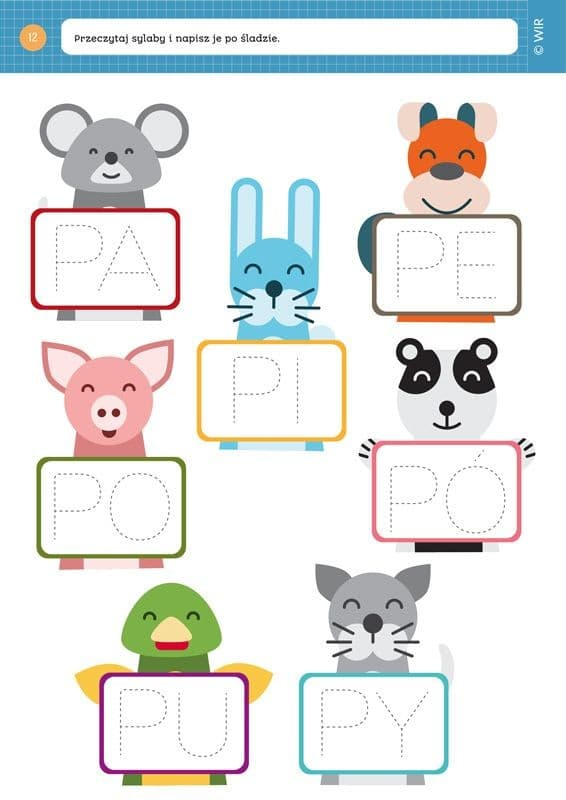 12
Przeczytaj sylaby i napisz je po śladzie.
© WIR
PA
PE
PI
PO
PÓ
PU
PY